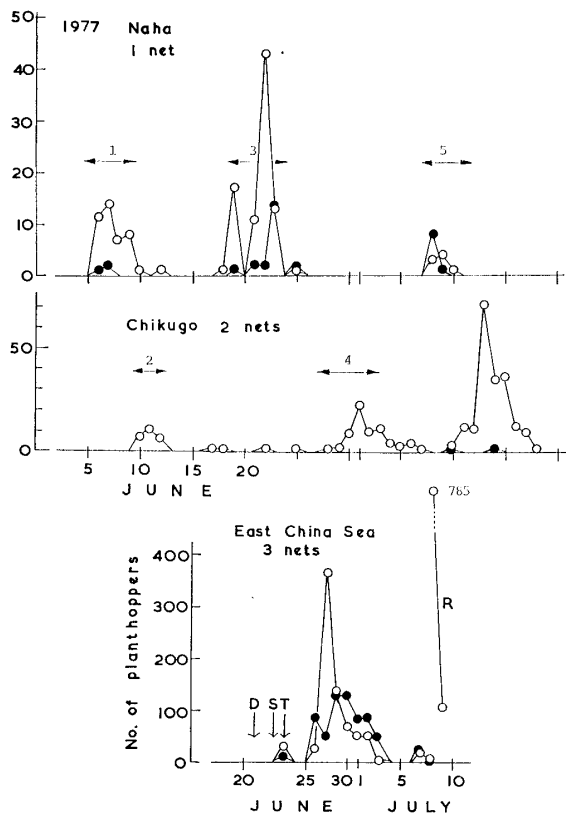 1977 Naha
1 net
50
40
30
20
10
0
1
3
5
Chikugo 2 nets
50
0
2
4
5 10 15 20
J U N E
765
East China Sea
3 nets
No. of planthoppers
400
300
200
100
0
R
D ST
20 25 30 1 5 10
J U N E J U L Y